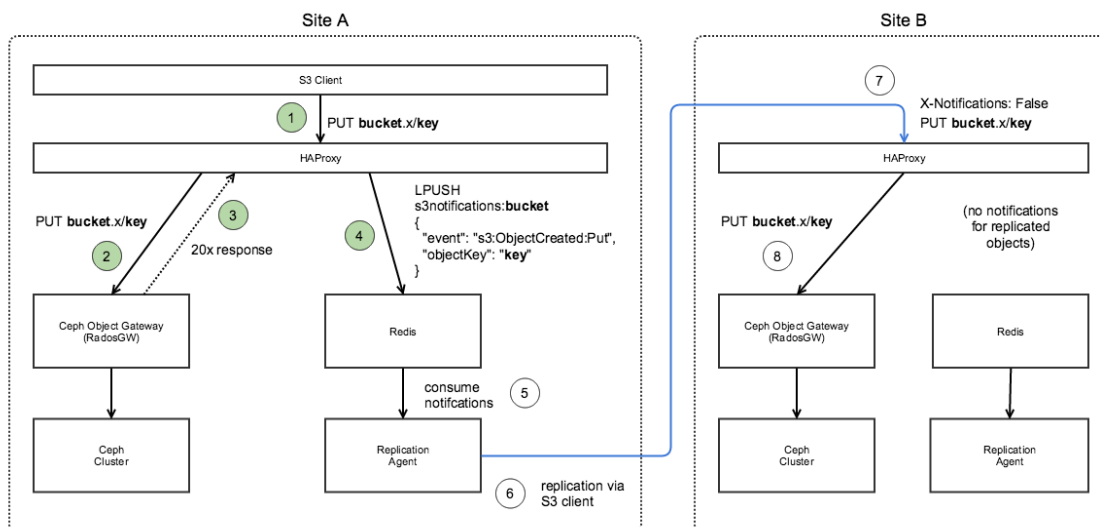 Site A
Site B
S3 Client
1
PUT bucket.x/key
HAProxy
PUT bucket.x/key
2
3
20x response
4
LPUSH
s3notifications:bucket
{
"event": "s3:ObjectCreated:Put",
"objectKey": "key"
}
Ceph Object Gateway
(RadosGW)
Redis
consume
notifcations
5
Ceph
Cluster
Replication
Agent
6
replication via
S3 client
7
X-Notifications: False
PUT bucket.x/key
HAProxy
PUT bucket.x/key
8
(no notifications
for replicated
objects)
Ceph Object Gateway
(RadosGW)
Redis
Ceph
Cluster
Replication
Agent